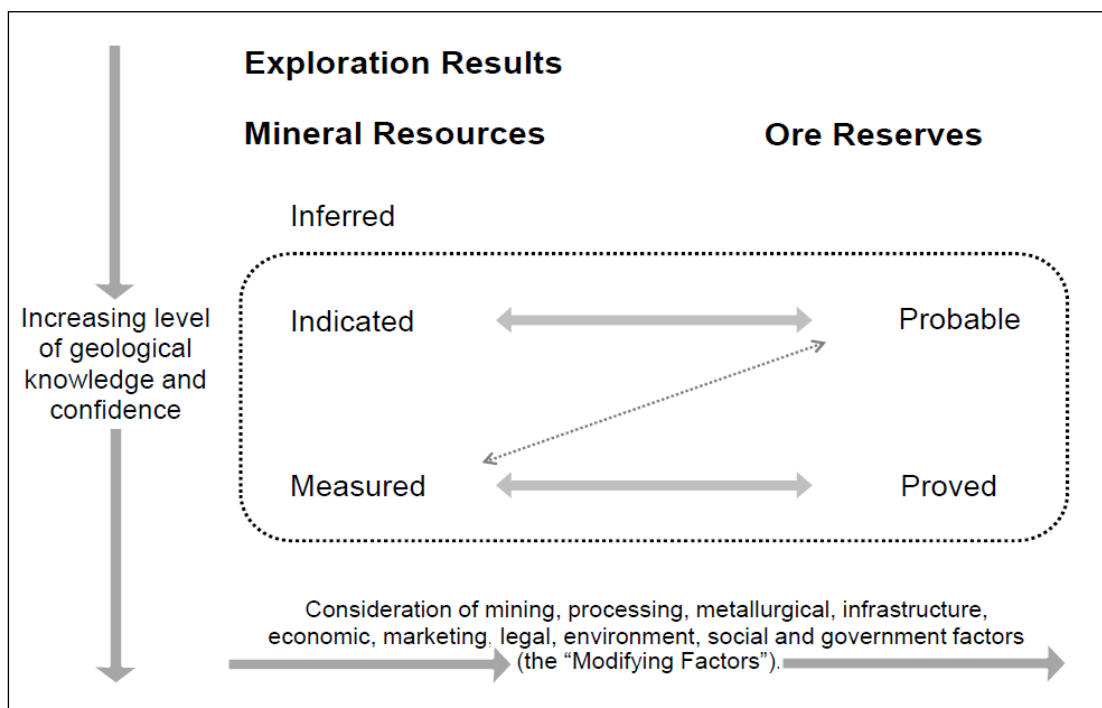 Exploration Results
Mineral Resources
Ore Reserves
Inferred
Indicated
Probable
Measured
Proved
Increasing level
of geological
knowledge and
confidence
Consideration of mining, processing, metallurgical, infrastructure,
economic, marketing, legal, environment, social and government factors
(the “Modifying Factors”).